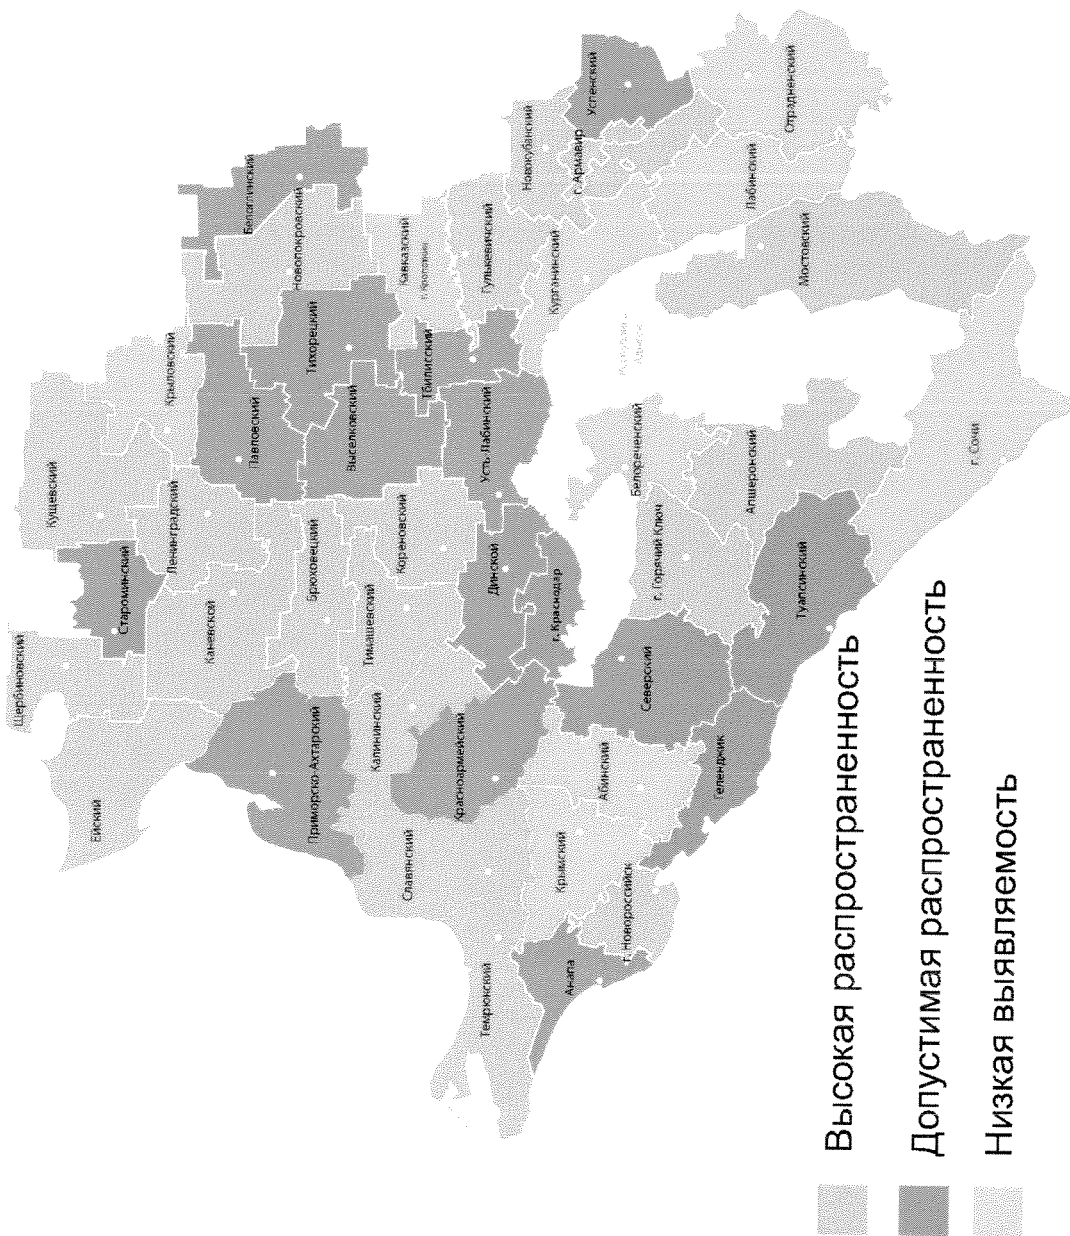 Щербиновский
Ейский
Староминский
Кущевский
Каневской
Ленинградский
Крыловский
Приморско-Ахтарский
Брюховецкий
Павловский
Тихорецкий
Новопокровский
Белоглинский
Калининский
Тимашевский
Кореновский
Выселковский
Кавказский
г. Кропоткин
Славянский
Красноармейский
Динской
Усть-Лабинский
Тбилисский
Гулькевичский
Новокубанский
Темрюкский
Крымский
Абинский
г. Краснодар
Курганинский
г. Армавир
Успенский
Анапа
г. Новороссийск
Северский
г. Горячий Ключ
Белореченский
Геленджик
Туапсинский
Апшеронский
Мостовский
Лабинский
Отрадненский
г. Сочи
Высокая распространенность
Допустимая распространенность
Низкая выявляемость